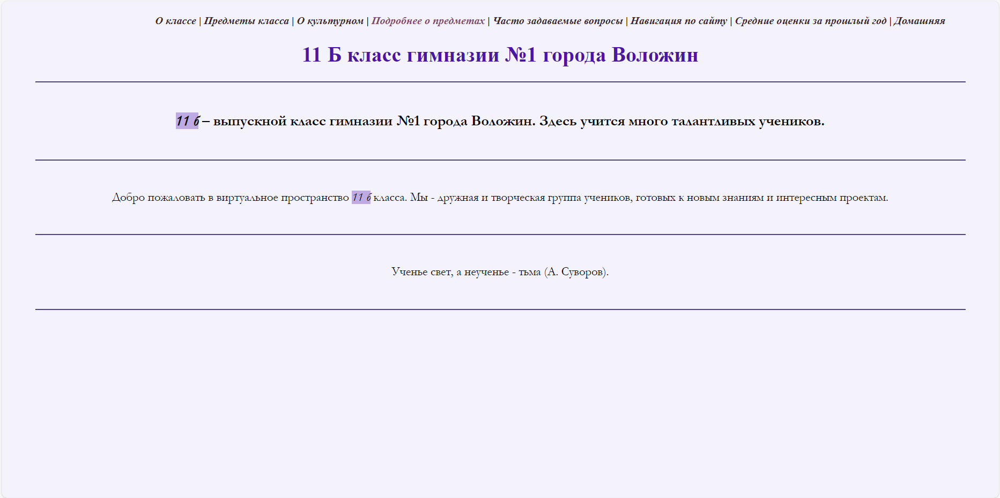 О классе | Предметы класса | О культурном | Подробнее о предметах | Часто задаваемые вопросы | Навигация по сайту | Средние оценки за прошлый год | Домашняя
11 Б класс гимназии №1 города Воложин
11 б – выпускной класс гимназии №1 города Воложин. Здесь учится много талантливых учеников.
Добро пожаловать в виртуальное пространство 11 б класса. Мы - дружная и творческая группа учеников, готовых к новым знаниям и интересным проектам.
Ученье свет, а неученье - тьма (А. Суворов).